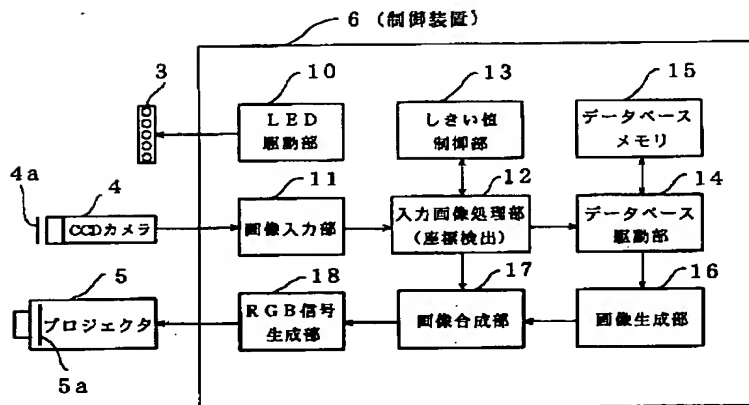 6 (制御装置)
3
10
13
15
LED
駆動部
しきい値
制御部
データベース
メモリ
4a
4
11
12
14
CCDカメラ
画像入力部
入力画像処理部
(座標検出)
データベース
駆動部
5
18
17
16
プロジェクタ
RGB信号
生成部
画像合成部
画像生成部
5a